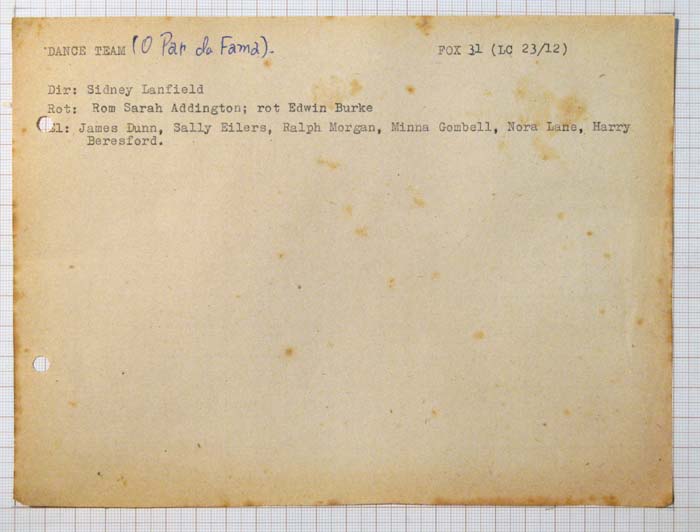 DANCE TEAM (O Par da Fama). FOX 31 (LC 23/12)
Dir: Sidney Lanfield
Rot: Rom Sarah Addington; rot Edwin Burke
El: James Dunn, Sally Eilers, Ralph Morgan, Minna Gombell, Nora Lane, Harry
Beresford.